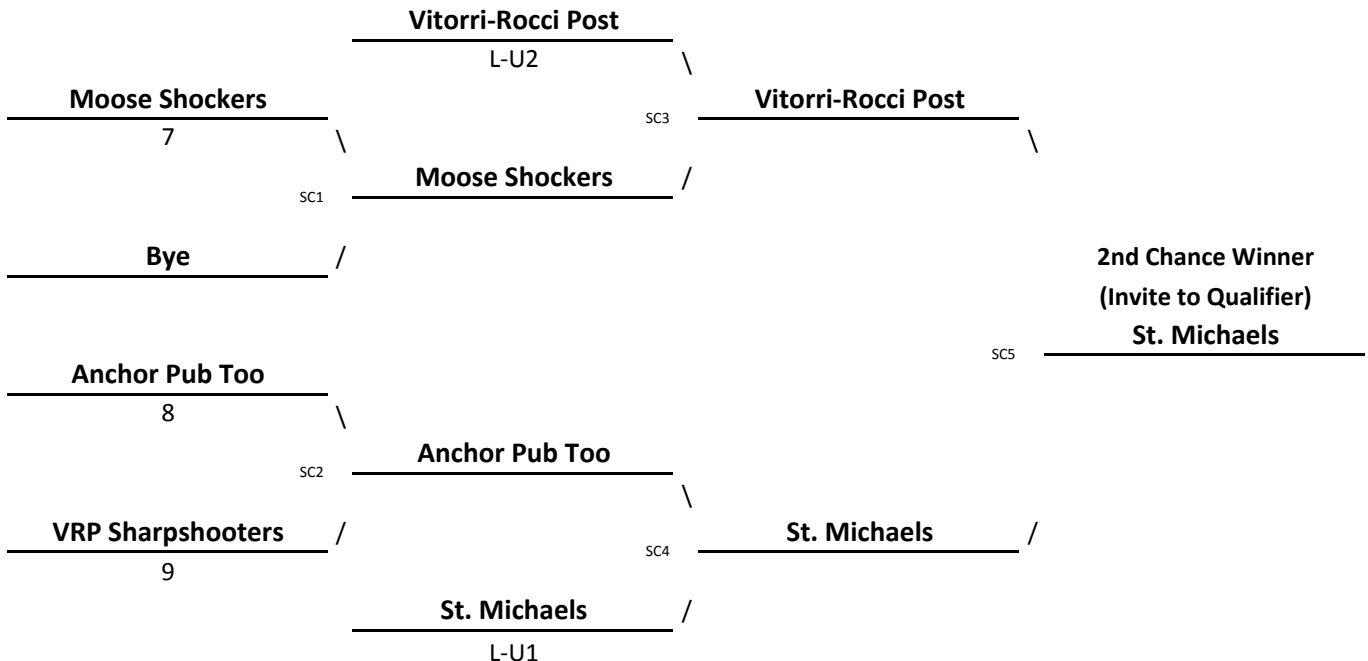 Vitorri-Rocci Post
L-U2
\
Moose Shockers
Vitorri-Rocci Post
7
SC3
\
\
Moose Shockers
/
SC1
Bye
/
2nd Chance Winner
(Invite to Qualifier)
St. Michaels
SC5
Anchor Pub Too
8
\
Anchor Pub Too
SC2
\
VRP Sharpshooters
/
St. Michaels
/
SC4
9
St. Michaels
/
L-U1